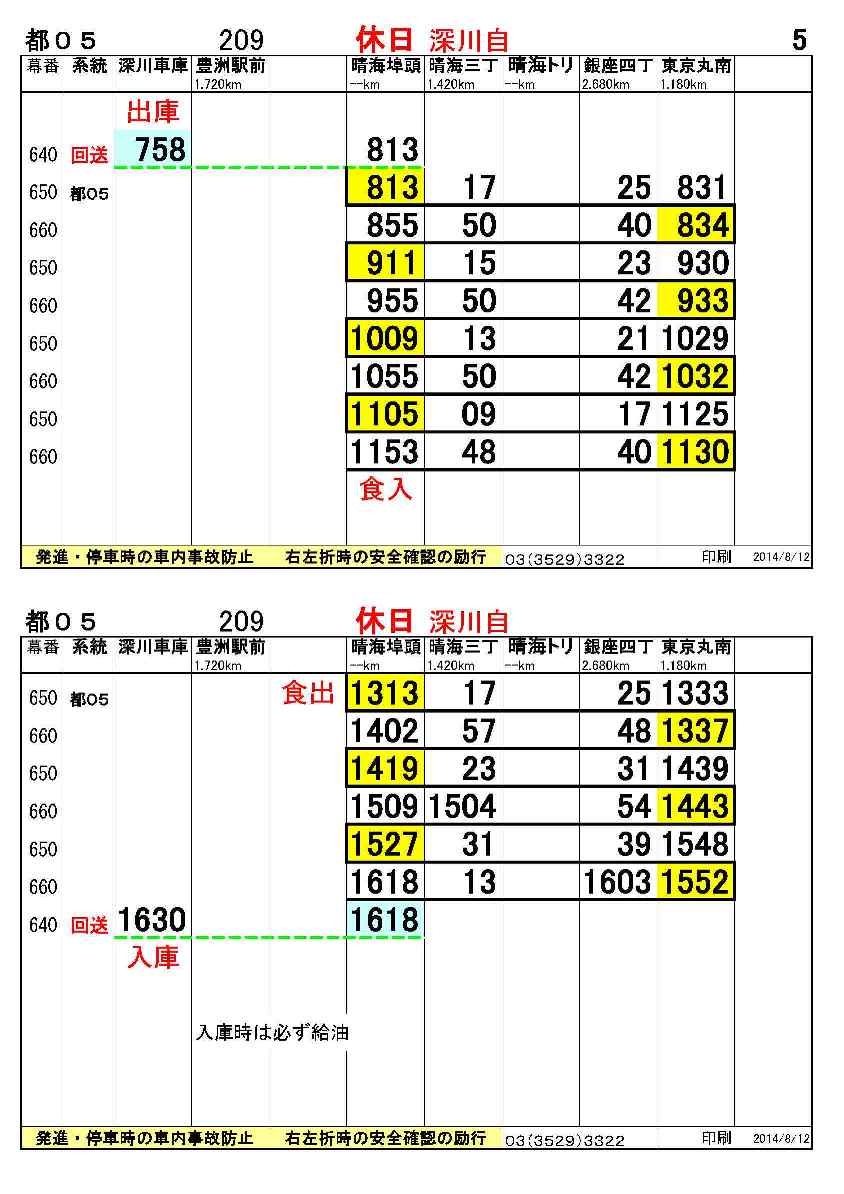 都０５ 209 休日 深川自 5
幕番 系統 深川車庫 豊洲駅前 晴海埠頭 晴海三丁 晴海トリ 銀座四丁 東京丸南
1.720km --km 1.420km --km 2.680km 1.180km
出庫
640 回送 758 813
650 都05 813 17 25 831
660 855 50 40 834
650 911 15 23 930
660 955 50 42 933
650 1009 13 21 1029
660 1055 50 42 1032
650 1105 09 17 1125
660 1153 48 40 1130
食入
発進・停車時の車内事故防止 右左折時の安全確認の励行 03(3529)3322 印刷 2014/8/12
都０５ 209 休日 深川自
幕番 系統 深川車庫 豊洲駅前 晴海埠頭 晴海三丁 晴海トリ 銀座四丁 東京丸南
1.720km --km 1.420km --km 2.680km 1.180km
650 都05 食出 1313 17 25 1333
660 1402 57 48 1337
650 1419 23 31 1439
660 1509 1504 54 1443
650 1527 31 39 1548
660 1618 13 1603 1552
640 回送 1630 1618
入庫
入庫時は必ず給油
発進・停車時の車内事故防止 右左折時の安全確認の励行 03(3529)3322 印刷 2014/8/12